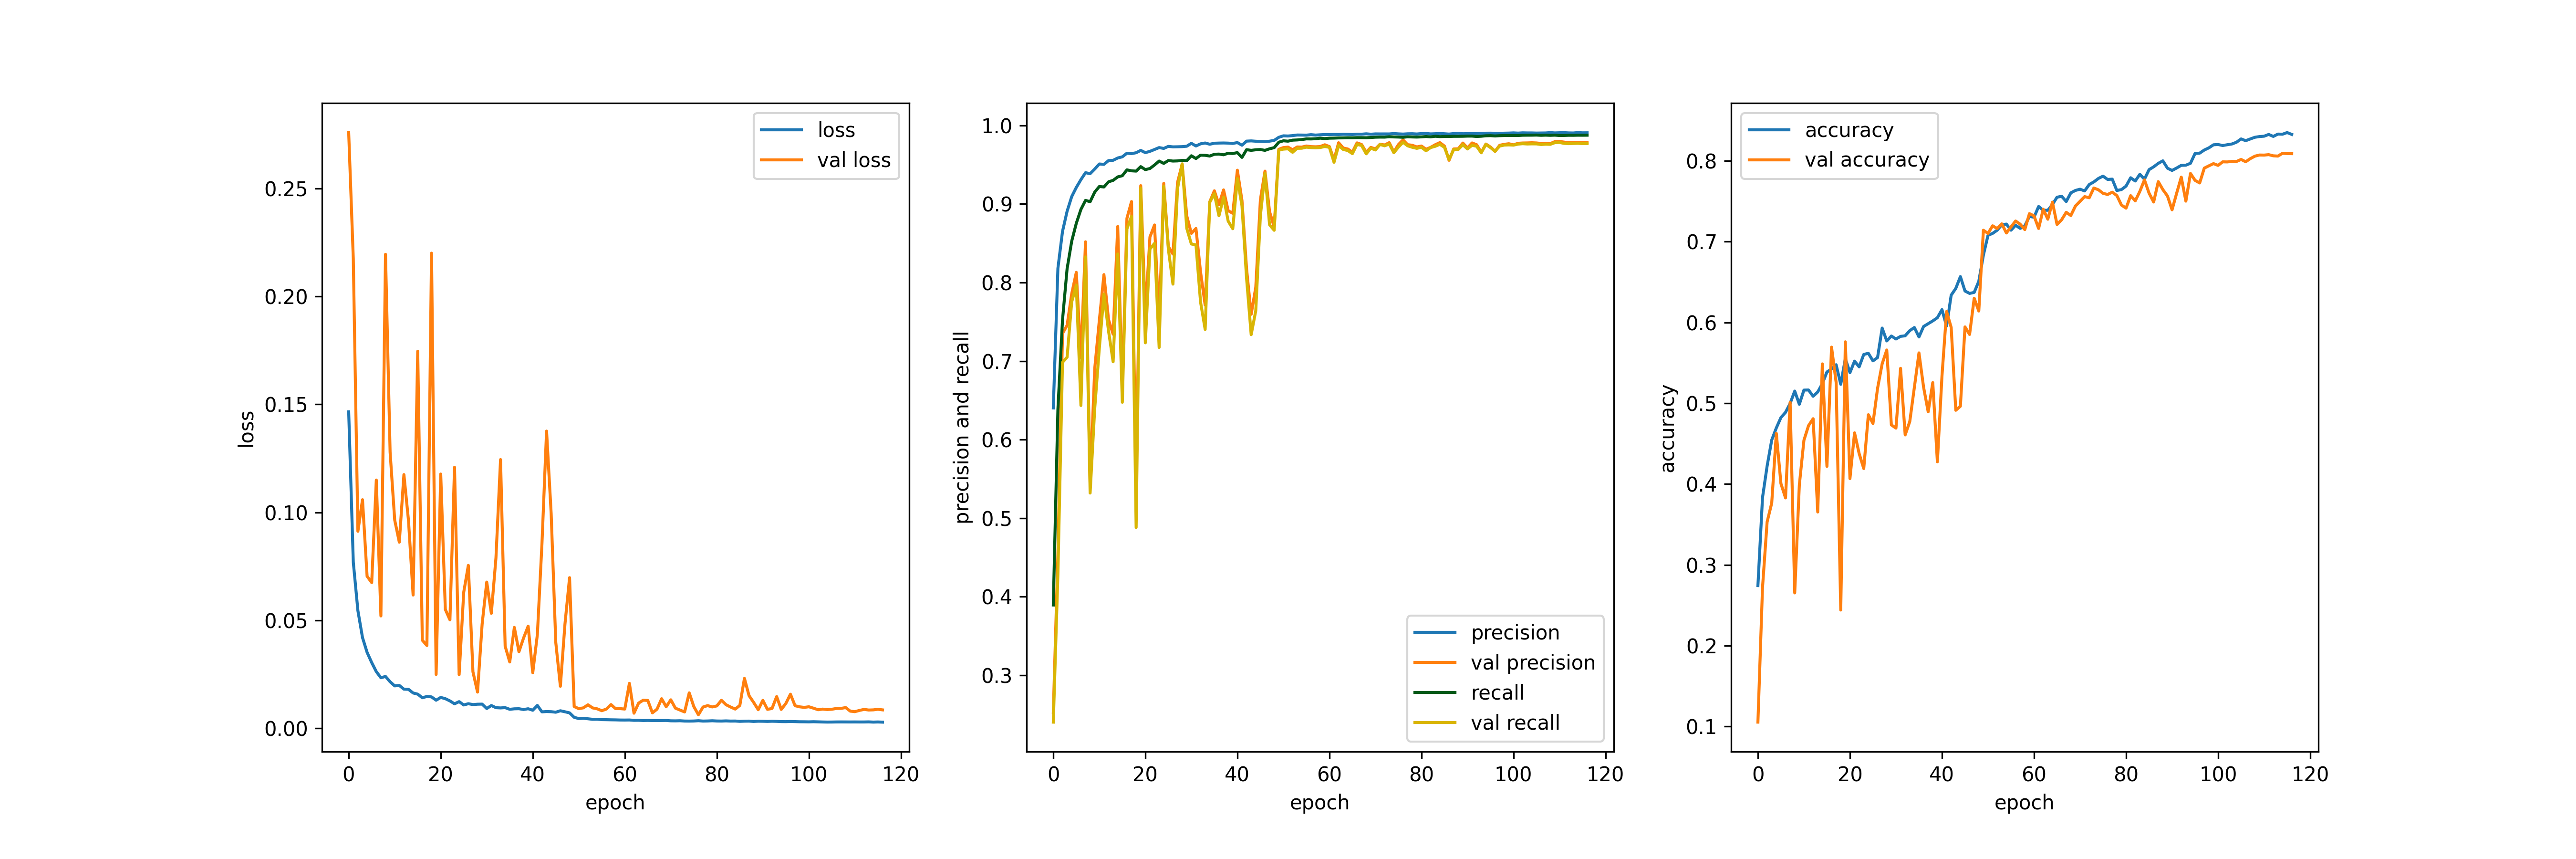 loss
val loss
0.25
0.20
0.15
0.10
0.05
0.00
loss
0 20 40 60 80 100 120
epoch
1.0
0.9
0.8
0.7
0.6
0.5
0.4
0.3
precision and recall
precision
val precision
recall
val recall
0 20 40 60 80 100 120
epoch
accuracy
val accuracy
0.8
0.7
0.6
0.5
0.4
0.3
0.2
0.1
accuracy
0 20 40 60 80 100 120
epoch